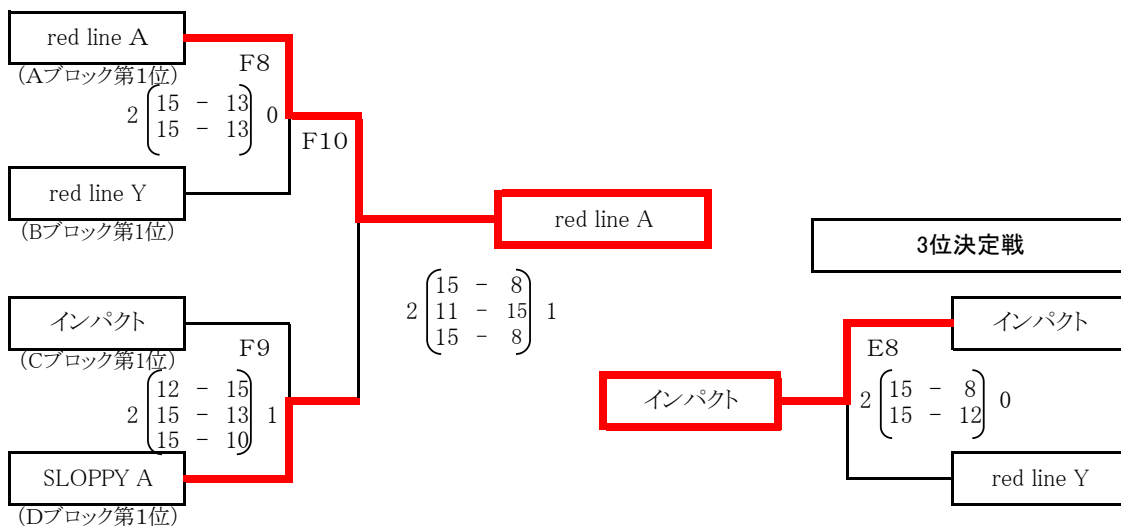 red line A
(Aブロック第1位)
F8
2 15 - 13 0
15 - 13
F10
red line Y
(Bブロック第1位)
red line A
3位決定戦
2 15 - 8 1
11 - 15
15 - 8
インパクト
(Cブロック第1位)
F9
2 12 - 15 1
15 - 13
15 - 10
SLOPPY A
(Dブロック第1位)
インパクト
E8
インパクト
2 15 - 8 0
15 - 12
red line Y